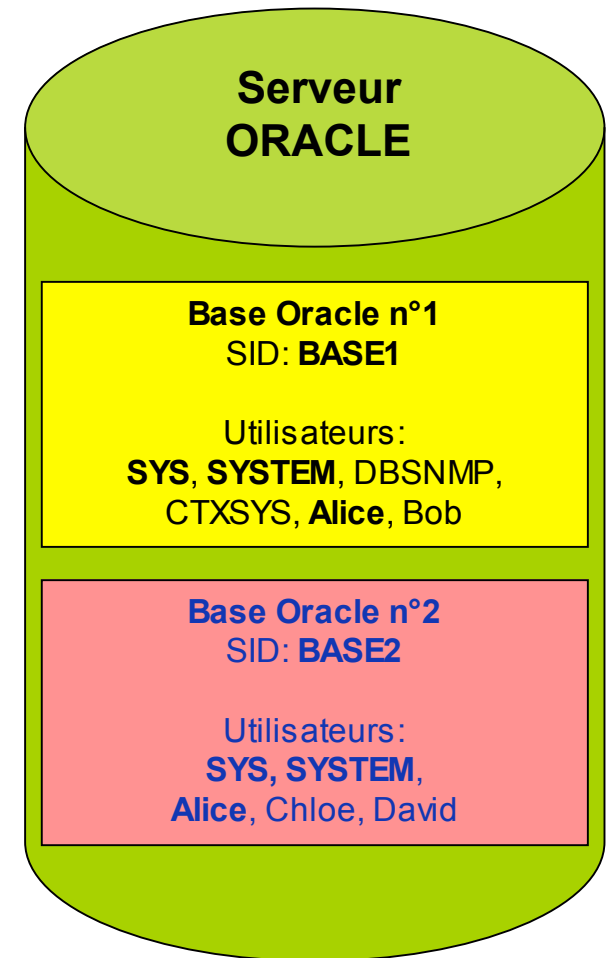 Serveur
ORACLE
Base Oracle n°1
SID: BASE1
Utilisateurs:
SYS, SYSTEM, DBSNMP,
CTXSYS, Alice, Bob
Base Oracle n°2
SID: BASE2
Utilisateurs:
SYS, SYSTEM,
Alice, Chloe, David